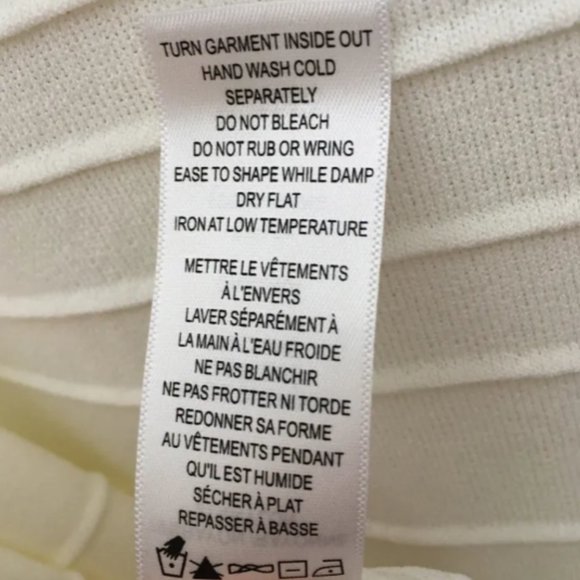 TURN GARMENT INSIDE OUT
HAND WASH COLD
SEPARATELY
DO NOT BLEACH
DO NOT RUB OR WRING
EASE TO SHAPE WHILE DAMP
DRY FLAT
IRON AT LOW TEMPERATURE
METTRE LE VÊTEMENTS
À L'ENVERS
LAVER SÉPARÉMENT À
LA MAIN À L'EAU FROIDE
NE PAS BLANCHIR
NE PAS FROTTER NI TORDE
REDONNER SA FORME
AU VÊTEMENTS PENDANT
QU'IL EST HUMIDE
SÉCHER À PLAT
REPASSER À BASSE